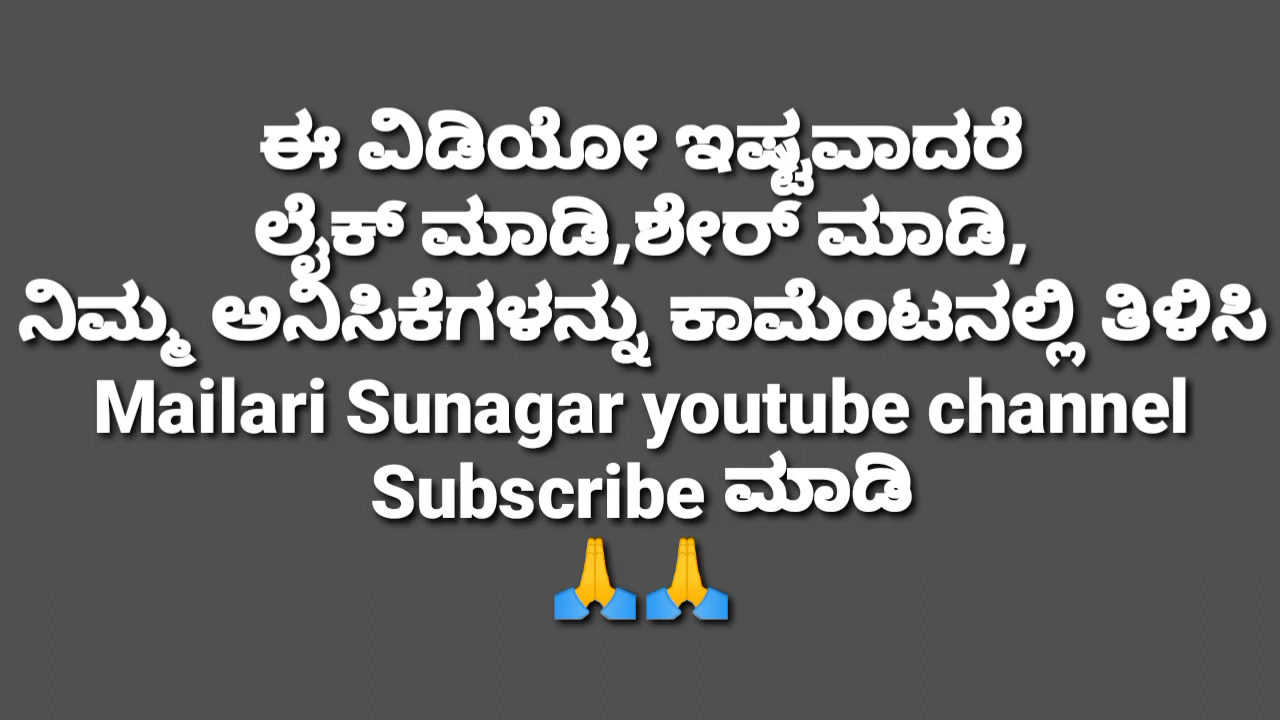 ಈ ವಿಡಿಯೋ ಇಷ್ಟವಾದರೆ
ಲೈಕ್ ಮಾಡಿ,ಶೇರ್ ಮಾಡಿ,
ನಿಮ್ಮ ಅನಿಸಿಕೆಗಳನ್ನು ಕಾಮೆಂಟನಲ್ಲಿ ತಿಳಿಸಿ
Mailari Sunagar youtube channel
Subscribe ಮಾಡಿ
🙏🙏